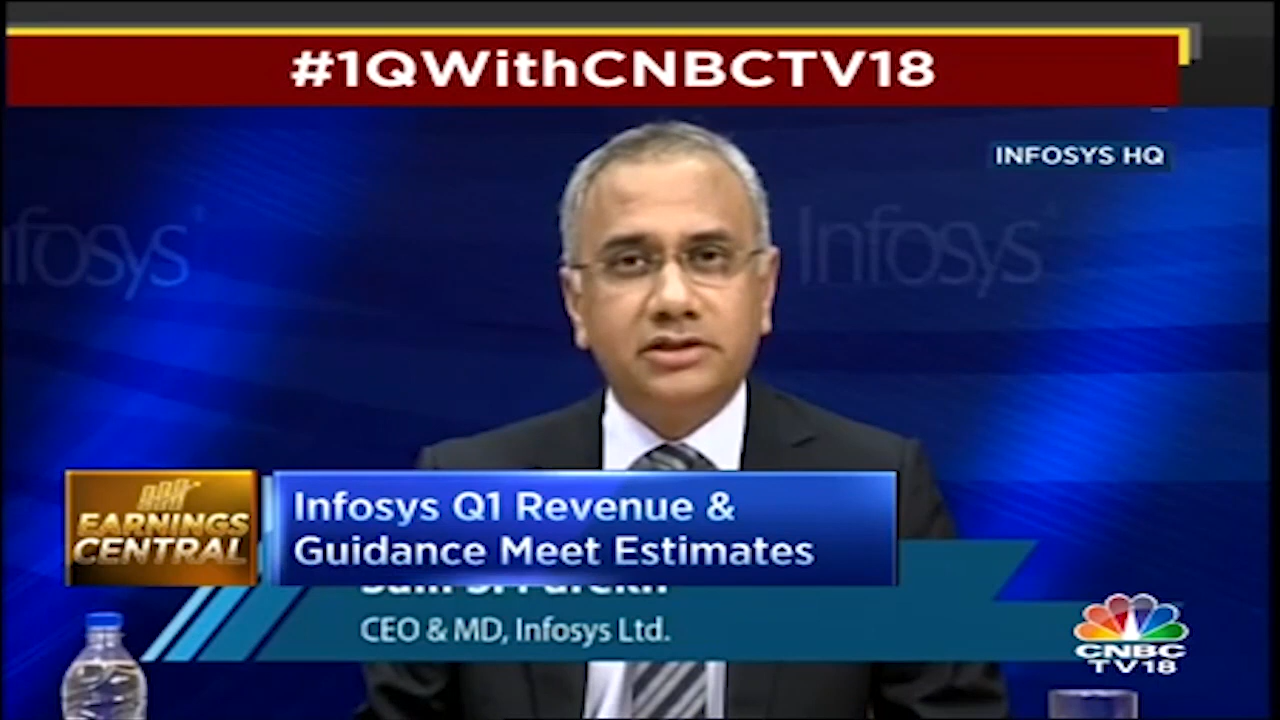 #1QWithCNBCTV18
INFOSYS HQ
Infosys
Infosys
EARNINGS
CENTRAL
Infosys Q1 Revenue &
Guidance Meet Estimates
CEO & MD, Infosys Ltd.
CNBC
TV18